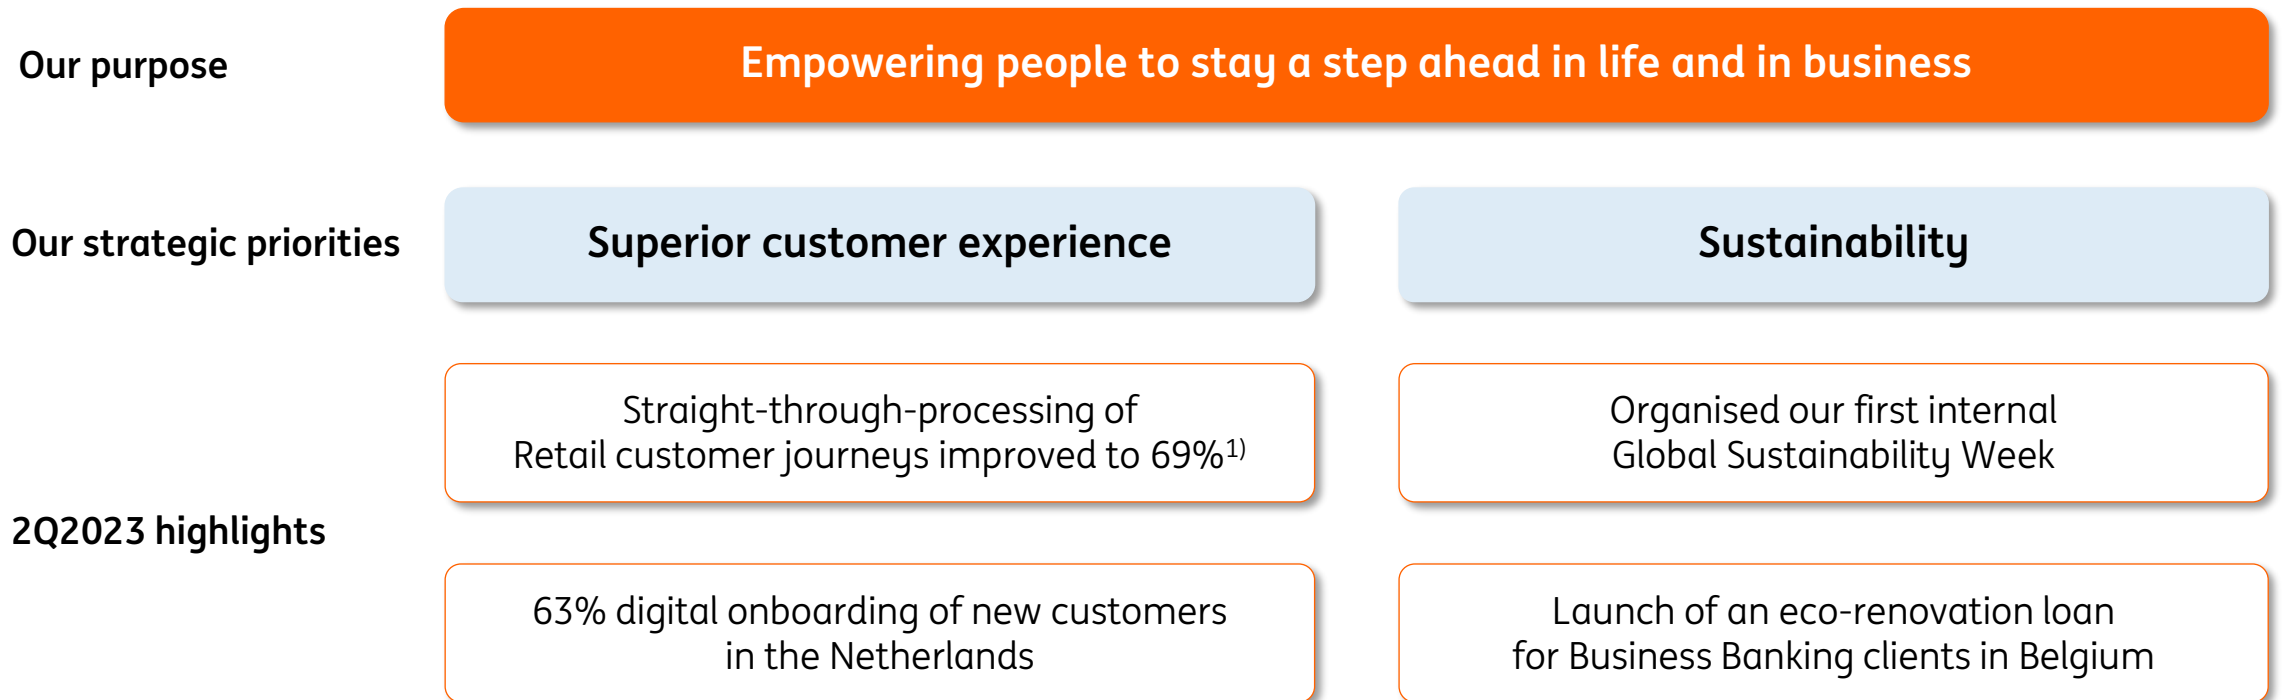 Our purpose
Empowering people to stay a step ahead in life and in business
Our strategic priorities
Superior customer experience
Sustainability
2Q2023 highlights
Straight-through-processing of
Retail customer journeys improved to 69%1)
Organised our first internal
Global Sustainability Week
63% digital onboarding of new customers
in the Netherlands
Launch of an eco-renovation loan
for Business Banking clients in Belgium